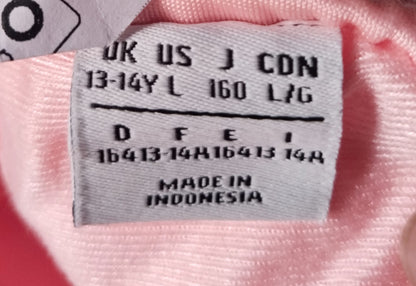 UK US J CDN
13-14Y L 160 L/G
D F E I
164 13-14A 164 13 14A
MADE IN
INDONESIA